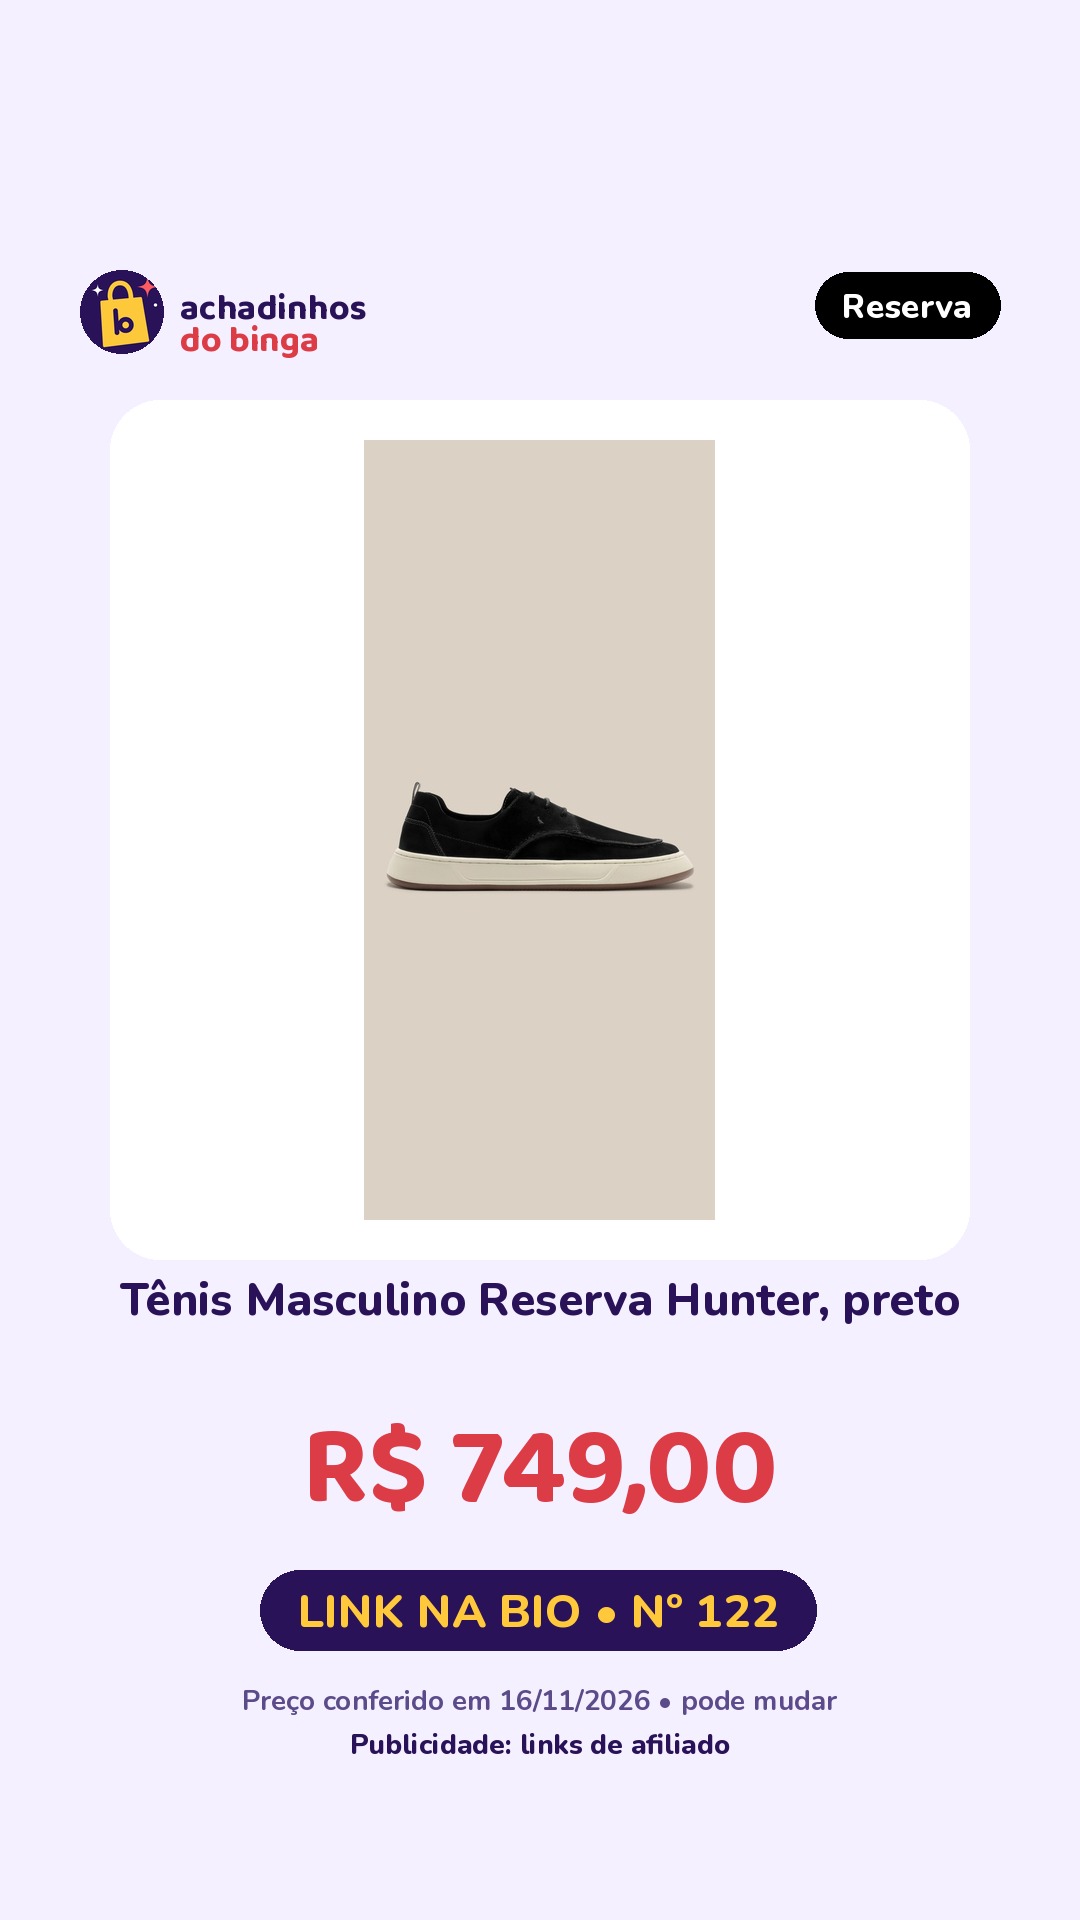 b
achadinhos
do binga
Reserva
Tênis Masculino Reserva Hunter, preto
R$ 749,00
LINK NA BIO • Nº 122
Preço conferido em 16/11/2026 • pode mudar
Publicidade: links de afiliado